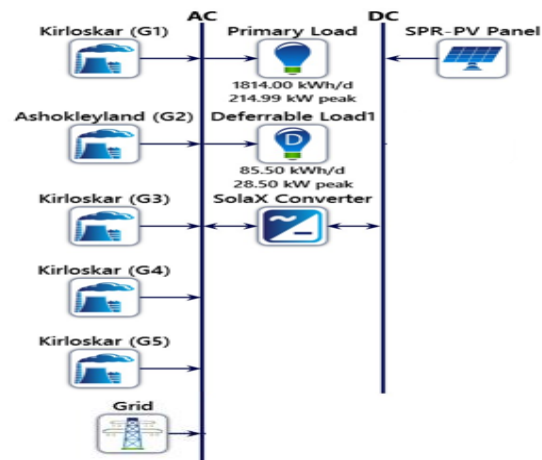 AC
DC
Kirloskar (G1)
Primary Load
SPR-PV Panel
1814.00 kWh/d
214.99 kW peak
Ashokleyland (G2)
Deferrable Load1
D
85.50 kWh/d
28.50 kW peak
Kirloskar (G3)
SolaX Converter
Kirloskar (G4)
Kirloskar (G5)
Grid